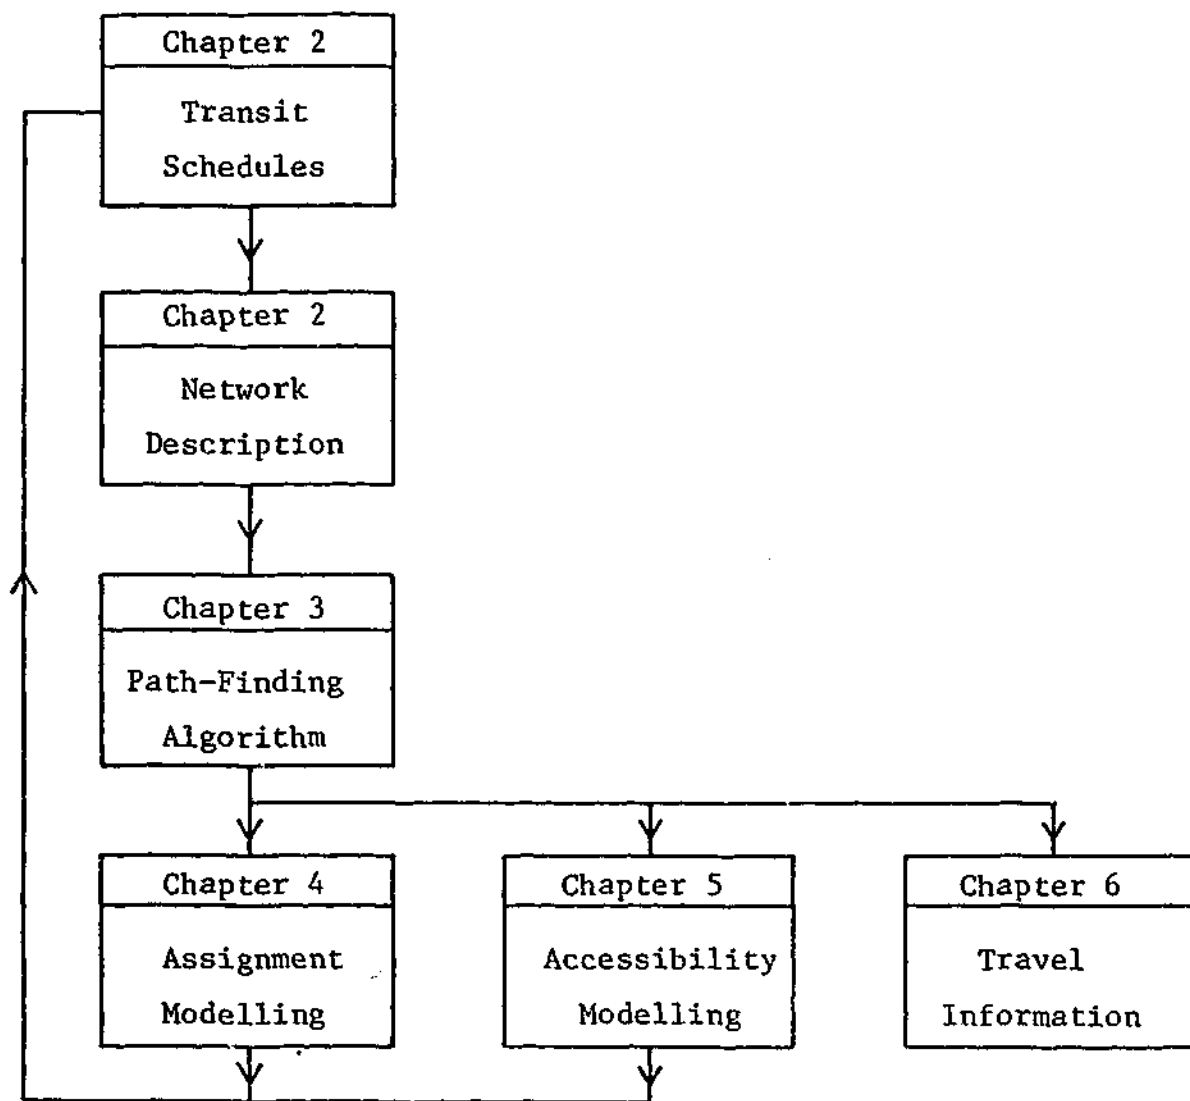 Chapter 2
Transit
Schedules
Chapter 2
Network
Description
Chapter 3
Path-Finding
Algorithm
Chapter 4
Assignment
Modelling
Chapter 5
Accessibility
Modelling
Chapter 6
Travel
Information